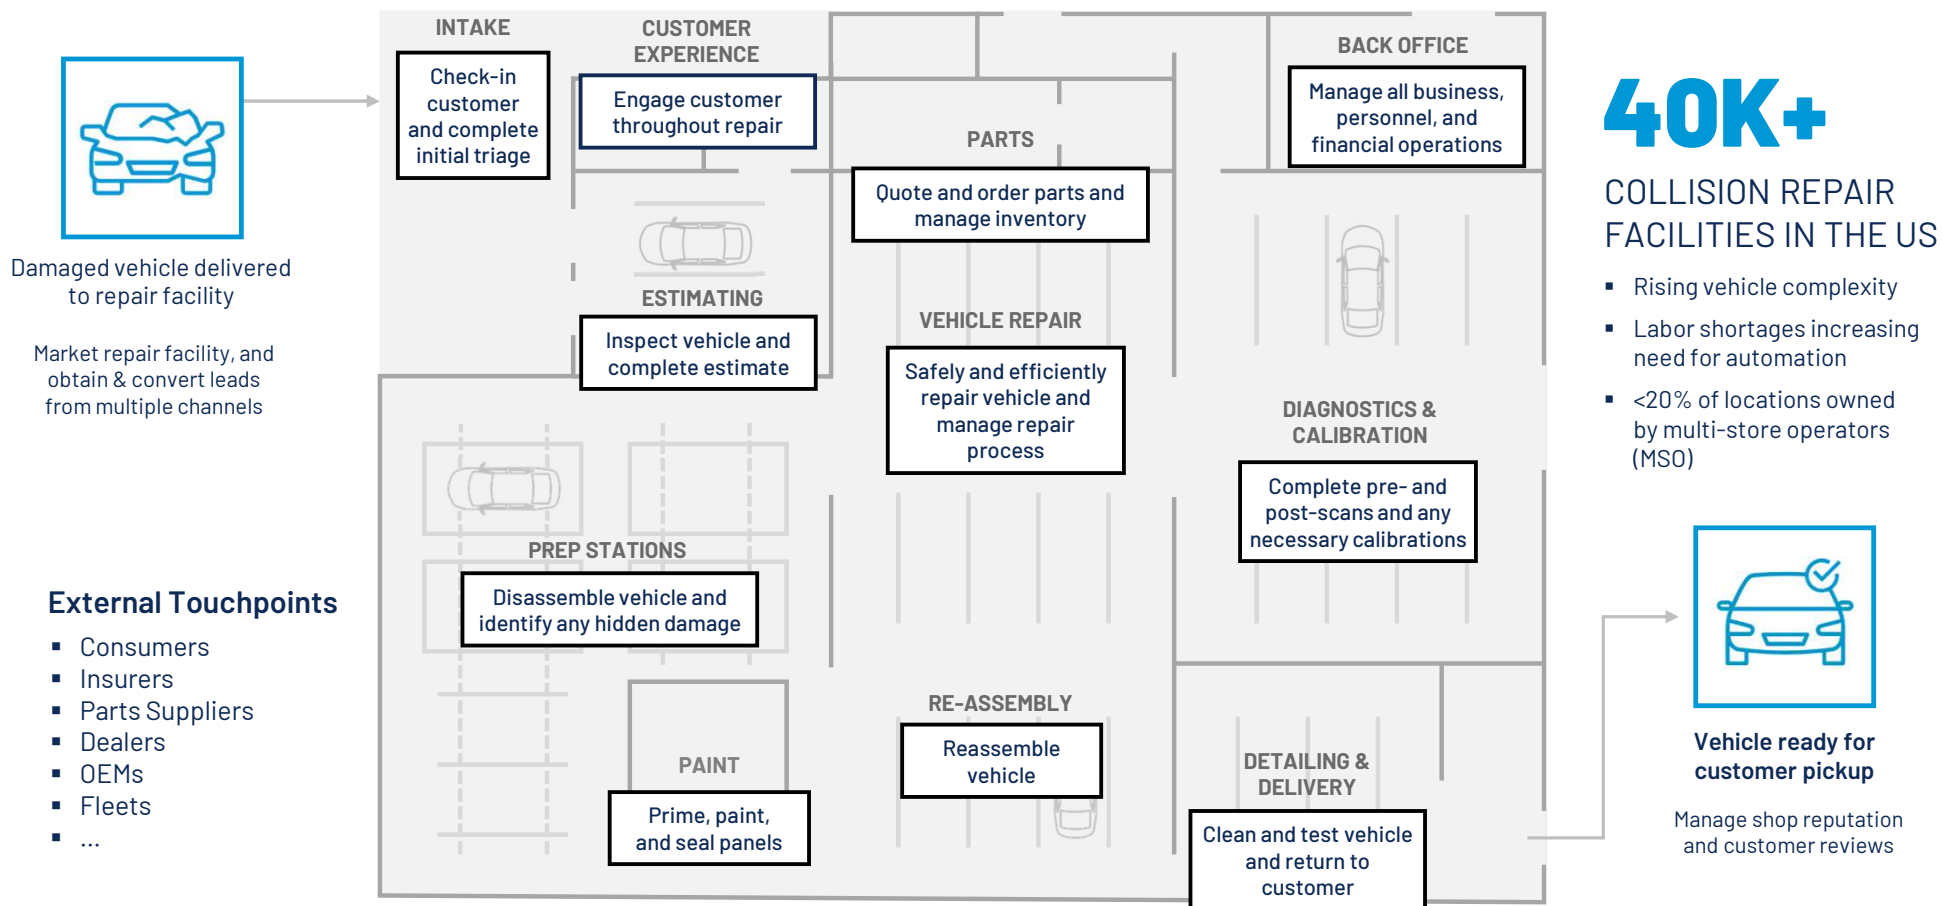 INTAKE
Check-in
customer
and complete
initial triage
CUSTOMER
EXPERIENCE
Engage customer
throughout repair
BACK OFFICE
Manage all business,
personnel, and
financial operations
PARTS
Quote and order parts and
manage inventory
40K+
COLLISION REPAIR
FACILITIES IN THE US
▪ Rising vehicle complexity
▪ Labor shortages increasing
need for automation
▪ <20% of locations owned
by multi-store operators
(MSO)
Damaged vehicle delivered
to repair facility
Market repair facility, and
obtain & convert leads
from multiple channels
ESTIMATING
Inspect vehicle and
complete estimate
VEHICLE REPAIR
Safely and efficiently
repair vehicle and
manage repair
process
DIAGNOSTICS &
CALIBRATION
Complete pre- and
post-scans and any
necessary calibrations
PREP STATIONS
Disassemble vehicle and
identify any hidden damage
External Touchpoints
▪ Consumers
▪ Insurers
▪ Parts Suppliers
▪ Dealers
▪ OEMs
▪ Fleets
▪ ...
PAINT
Prime, paint,
and seal panels
RE-ASSEMBLY
Reassemble
vehicle
DETAILING &
DELIVERY
Clean and test vehicle
and return to
customer
Vehicle ready for
customer pickup
Manage shop reputation
and customer reviews